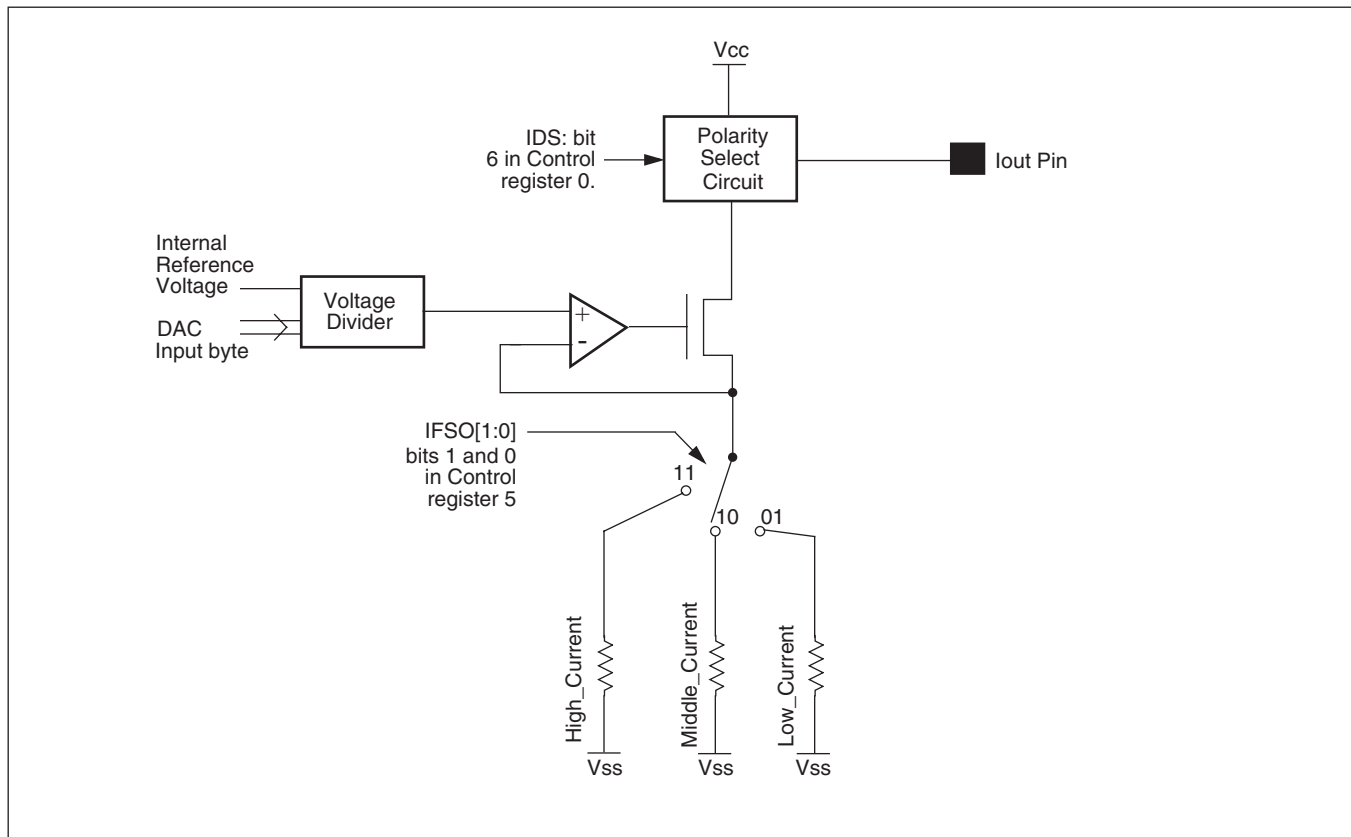 Vcc
IDS: bit
6 in Control
register 0.
Polarity
Select
Circuit
Iout Pin
Internal
Reference
Voltage
DAC
Input byte
Voltage
Divider
+
-
IFSO[1:0]
bits 1 and 0
in Control
register 5
11
10
01
High_Current
Middle_Current
Low_Current
Vss
Vss
Vss